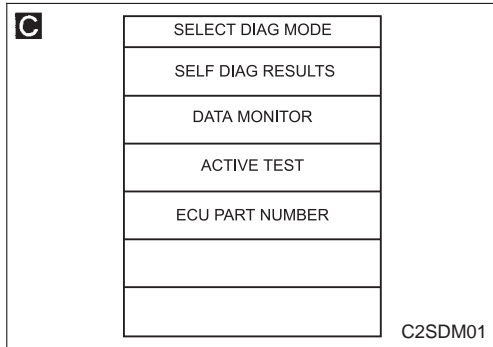 C
SELECT DIAG MODE
SELF DIAG RESULTS
DATA MONITOR
ACTIVE TEST
ECU PART NUMBER
C2SDM01